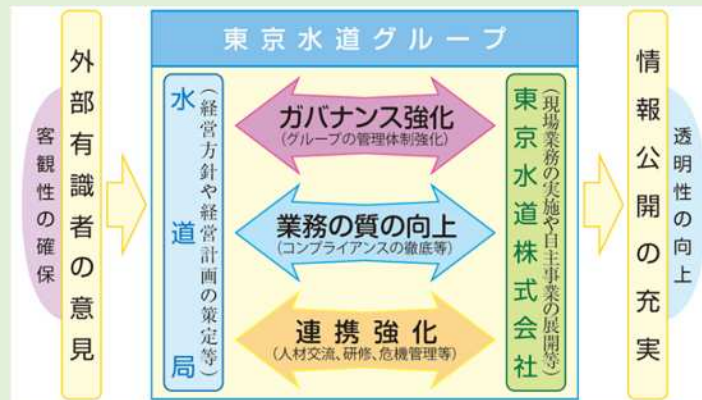 東京水道グループ
客観性の確保
外部有識者の意見
水道局
(経営方針や経営計画の策定等)
ガバナンス強化
(グループの管理体制強化)
業務の質の向上
(コンプライアンスの徹底等)
連携強化
(人材交流、研修、危機管理等)
東京水道株式会社
(現場業務の実施や自主事業の展開等)
情報公開の充実
透明性の向上